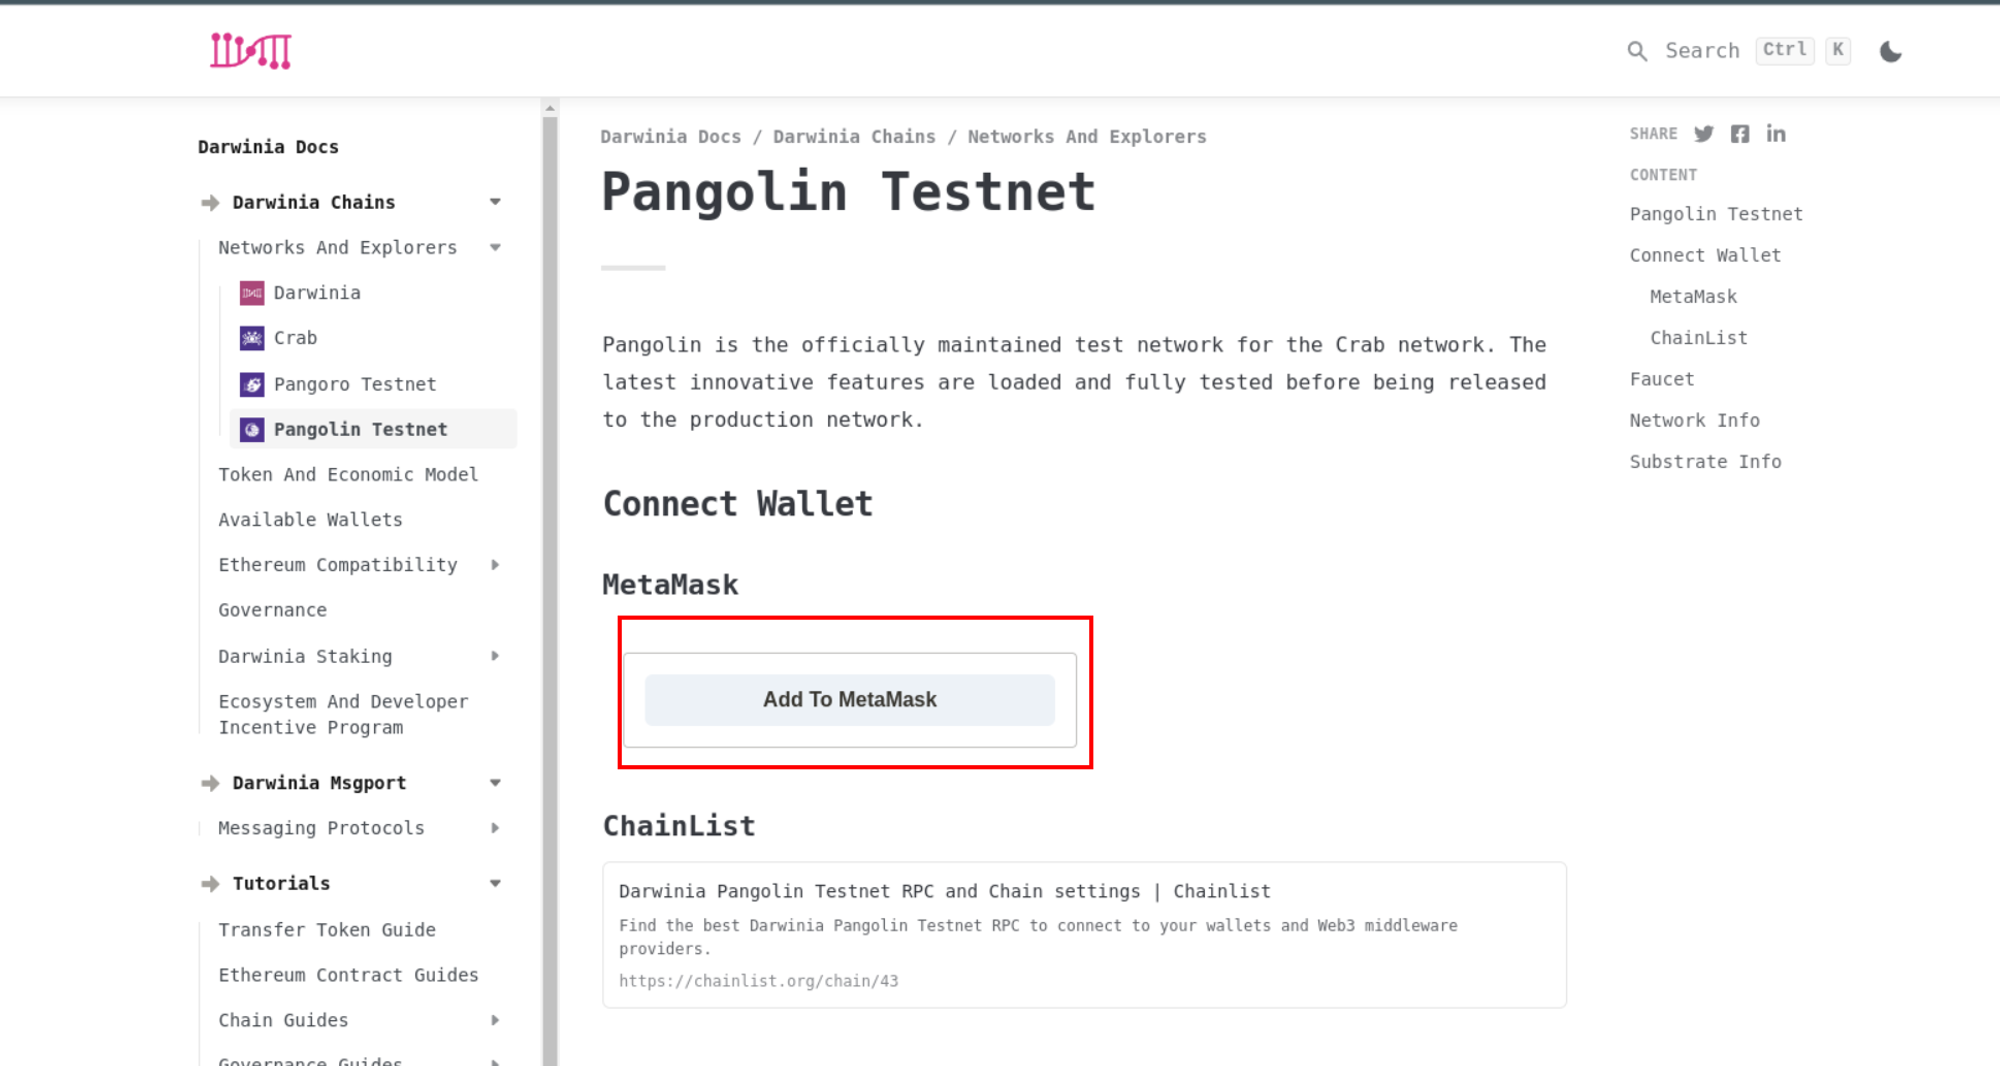 Search Ctrl K
Darwinia Docs
Darwinia Chains
Networks And Explorers
Darwinia
Crab
Pangoro Testnet
Pangolin Testnet
Token And Economic Model
Available Wallets
Ethereum Compatibility
Governance
Darwinia Staking
Ecosystem And Developer
Incentive Program
Darwinia Msgport
Messaging Protocols
Tutorials
Transfer Token Guide
Ethereum Contract Guides
Chain Guides
Governance Guides
Darwinia Docs / Darwinia Chains / Networks And Explorers
Pangolin Testnet
Pangolin is the officially maintained test network for the Crab network. The
latest innovative features are loaded and fully tested before being released
to the production network.
Connect Wallet
MetaMask
Add To MetaMask
ChainList
Darwinia Pangolin Testnet RPC and Chain settings | Chainlist
Find the best Darwinia Pangolin Testnet RPC to connect to your wallets and Web3 middleware
providers.
https://chainlist.org/chain/43
SHARE
CONTENT
Pangolin Testnet
Connect Wallet
MetaMask
ChainList
Faucet
Network Info
Substrate Info